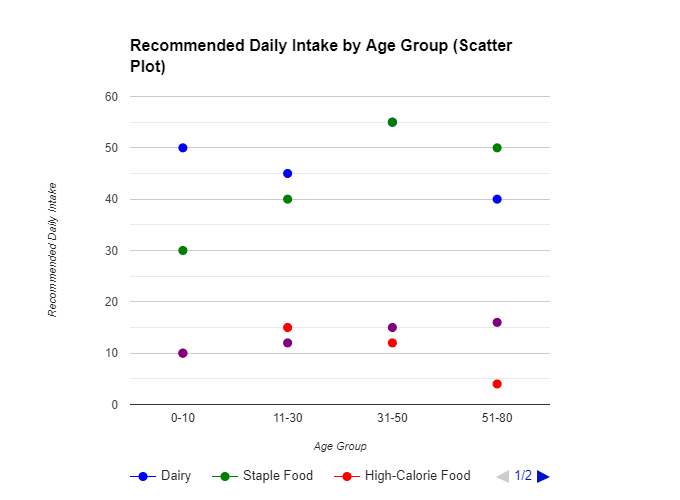 Recommended Daily Intake by Age Group (Scatter
Plot)
60
50
40
30
20
10
0
Recommended Daily Intake
0-10 11-30 31-50 51-80
Age Group
Dairy Staple Food High-Calorie Food 1/2